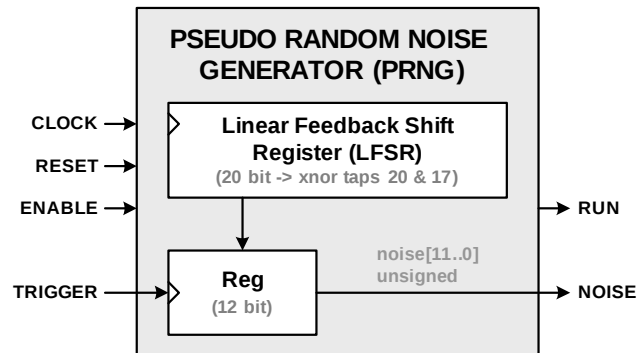 PSEUDO RANDOM NOISE
GENERATOR (PRNG)
CLOCK
Linear Feedback Shift
Register (LFSR)
(20 bit -> xnor taps 20 & 17)
RESET
ENABLE
RUN
noise[11..0]
unsigned
TRIGGER
Reg
(12 bit)
NOISE